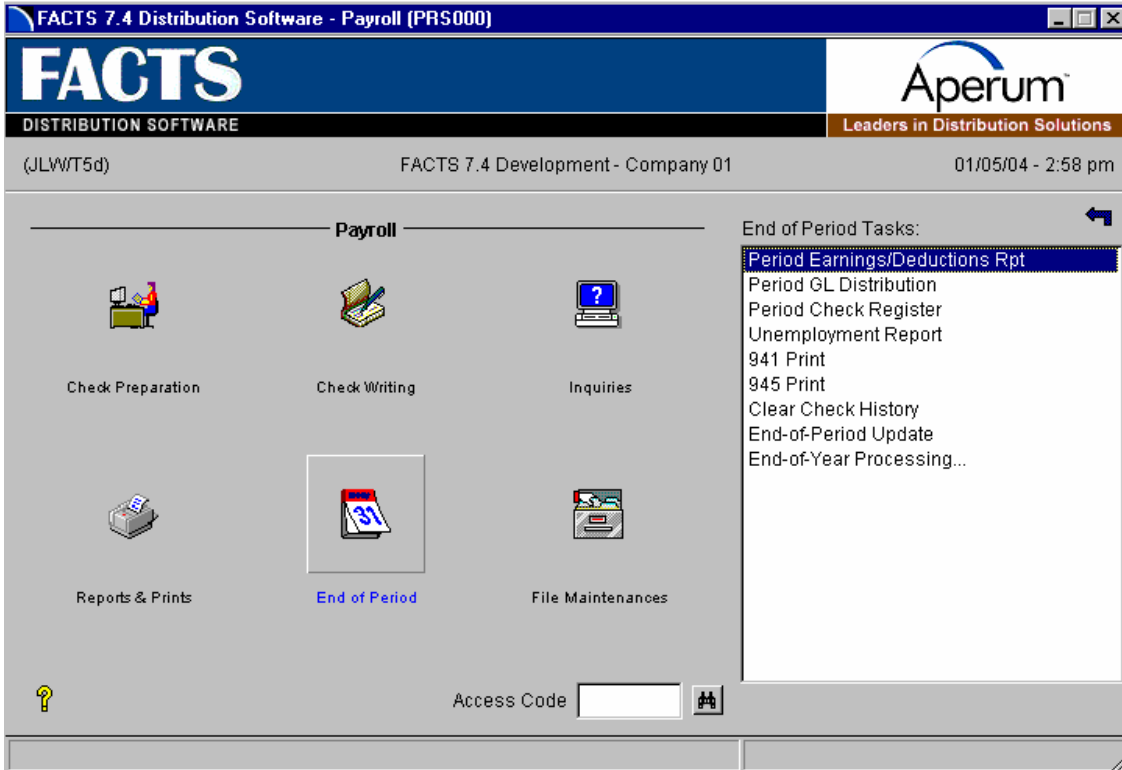 FACTS 7.4 Distribution Software - Payroll (PRS000)
FACTS
DISTRIBUTION SOFTWARE
Aperum™
Leaders in Distribution Solutions
(JLW/T5d)
FACTS 7.4 Development - Company 01
01/05/04 - 2:58 pm
Payroll
Check Preparation
Check Writing
?
Inquiries
Reports & Prints
31
End of Period
File Maintenances
?
Access Code
End of Period Tasks:
Period Earnings/Deductions Rpt
Period GL Distribution
Period Check Register
Unemployment Report
941 Print
945 Print
Clear Check History
End-of-Period Update
End-of-Year Processing...